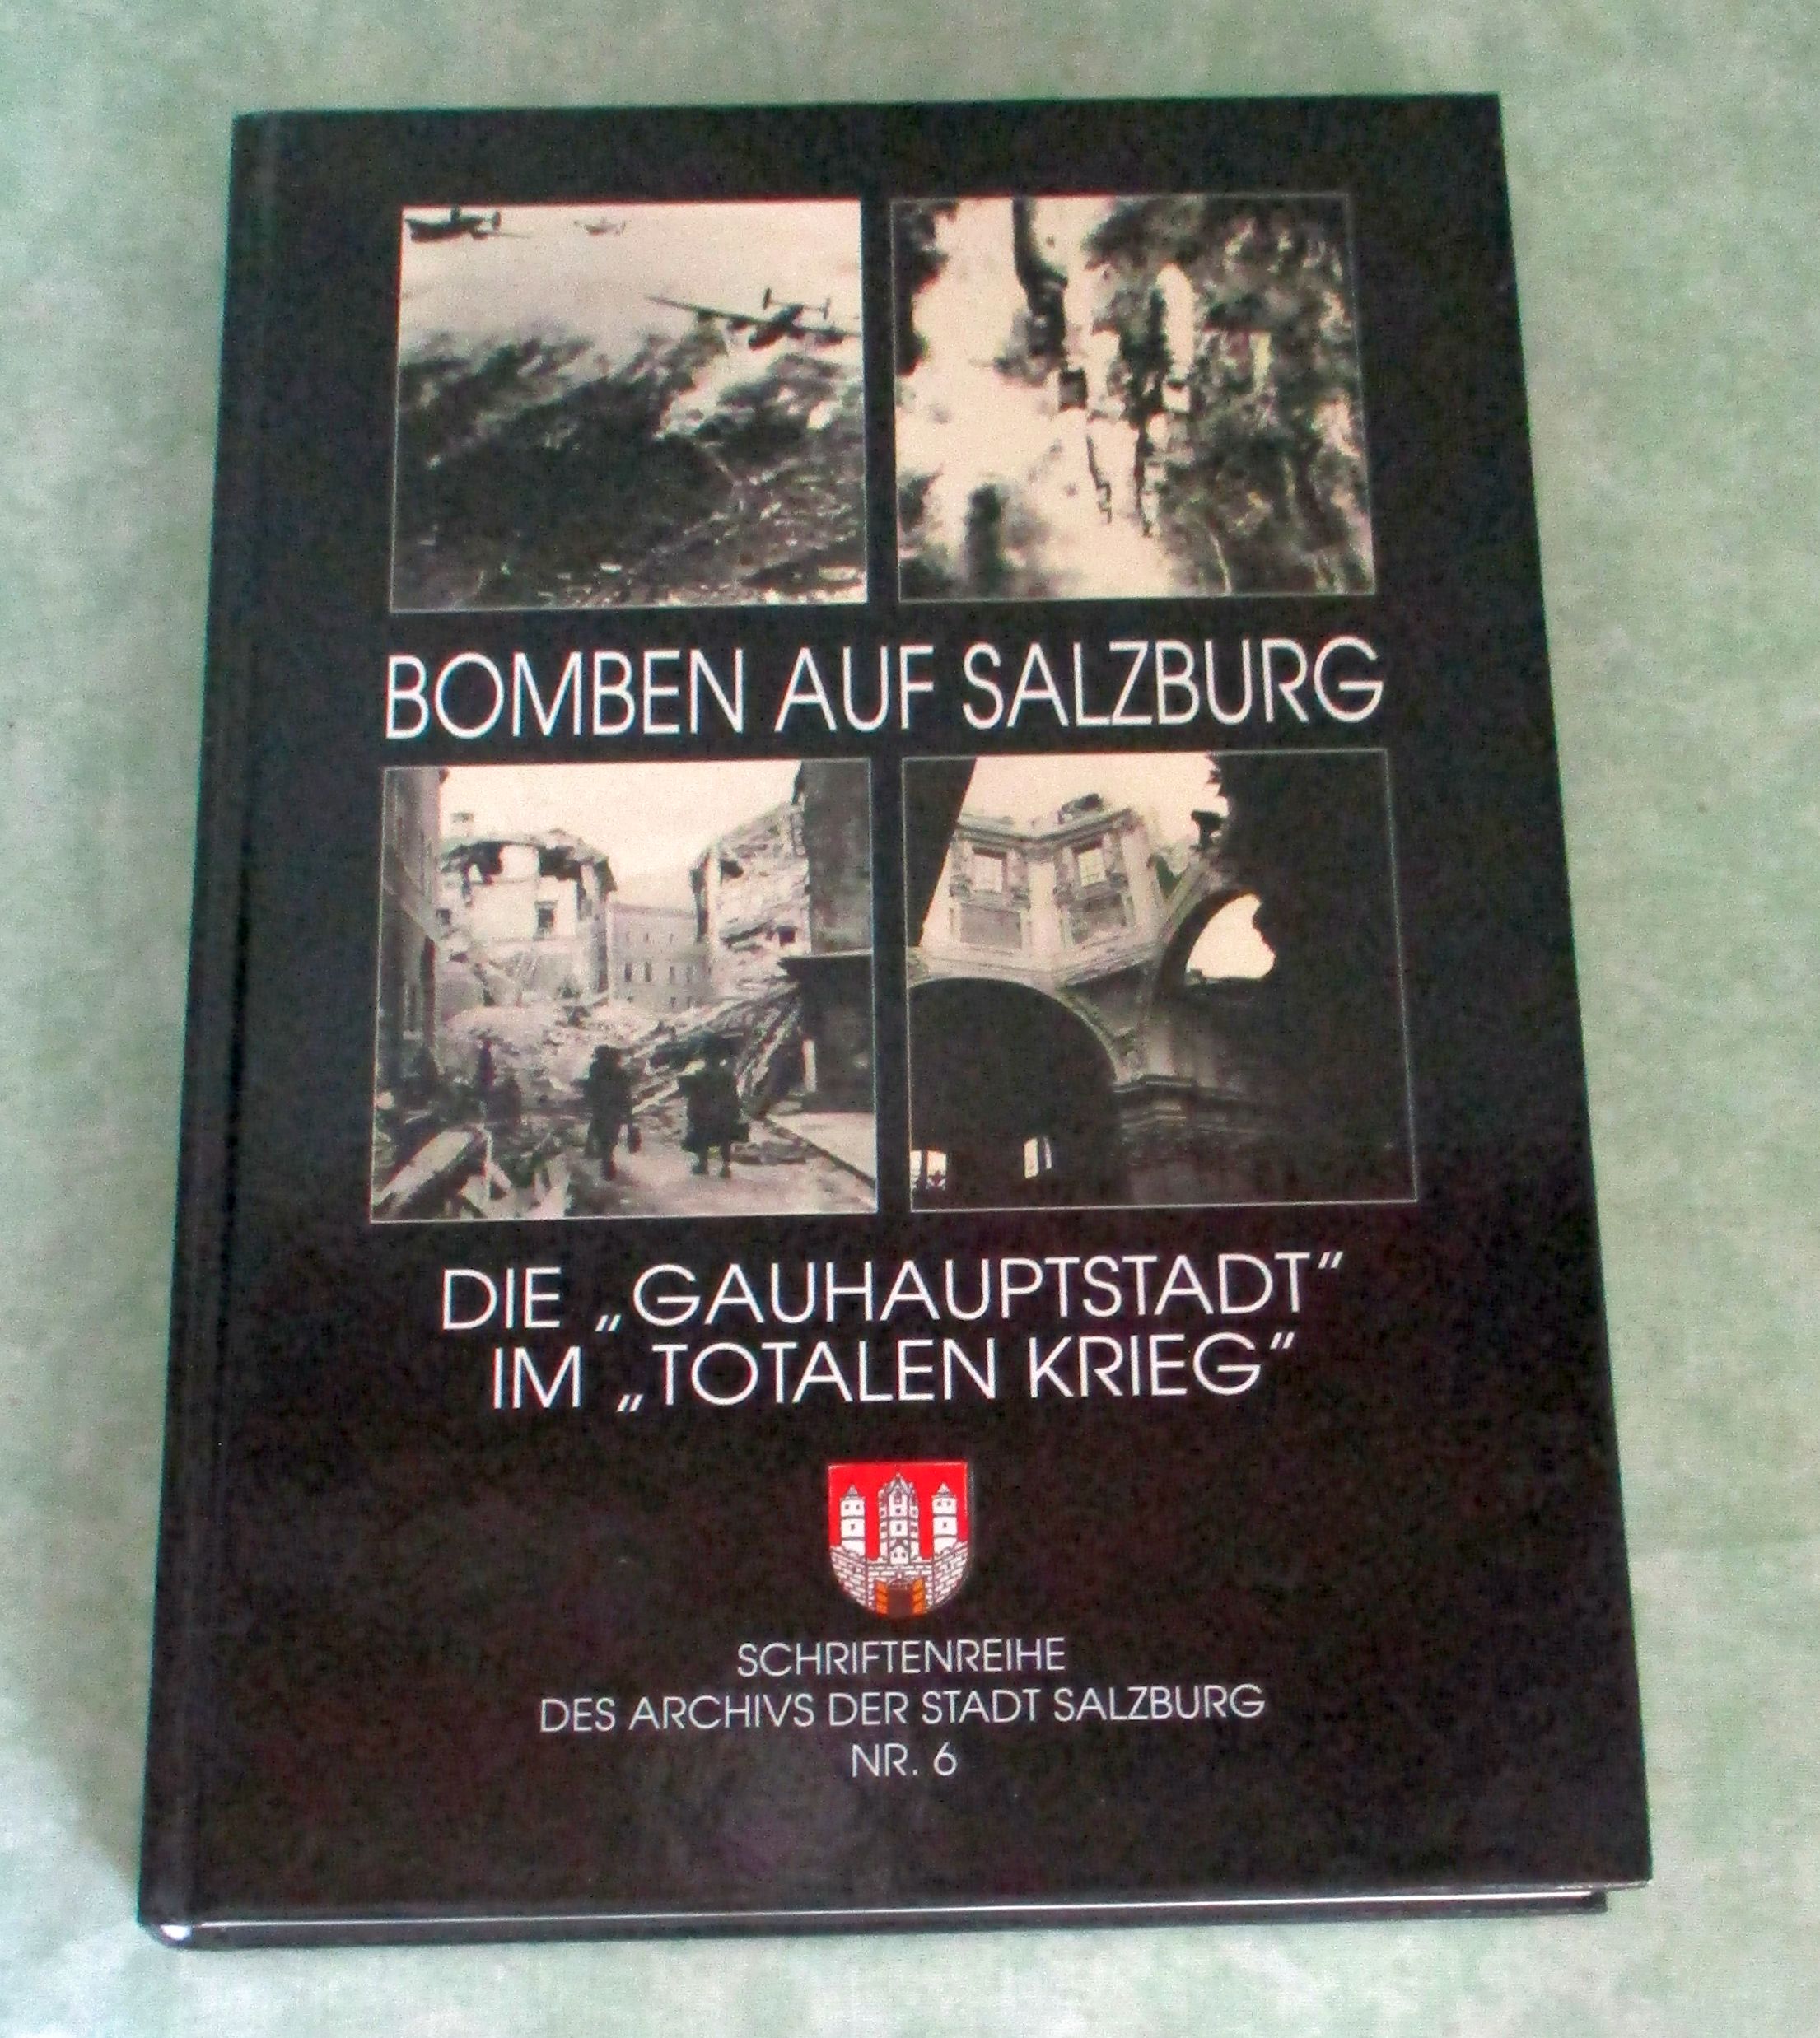 BOMBEN AUF SALZBURG
DIE „GAUHAUPTSTADT"
IM „TOTALEN KRIEG"
SCHRIFTENREIHE
DES ARCHIVS DER STADT SALZBURG
NR. 6